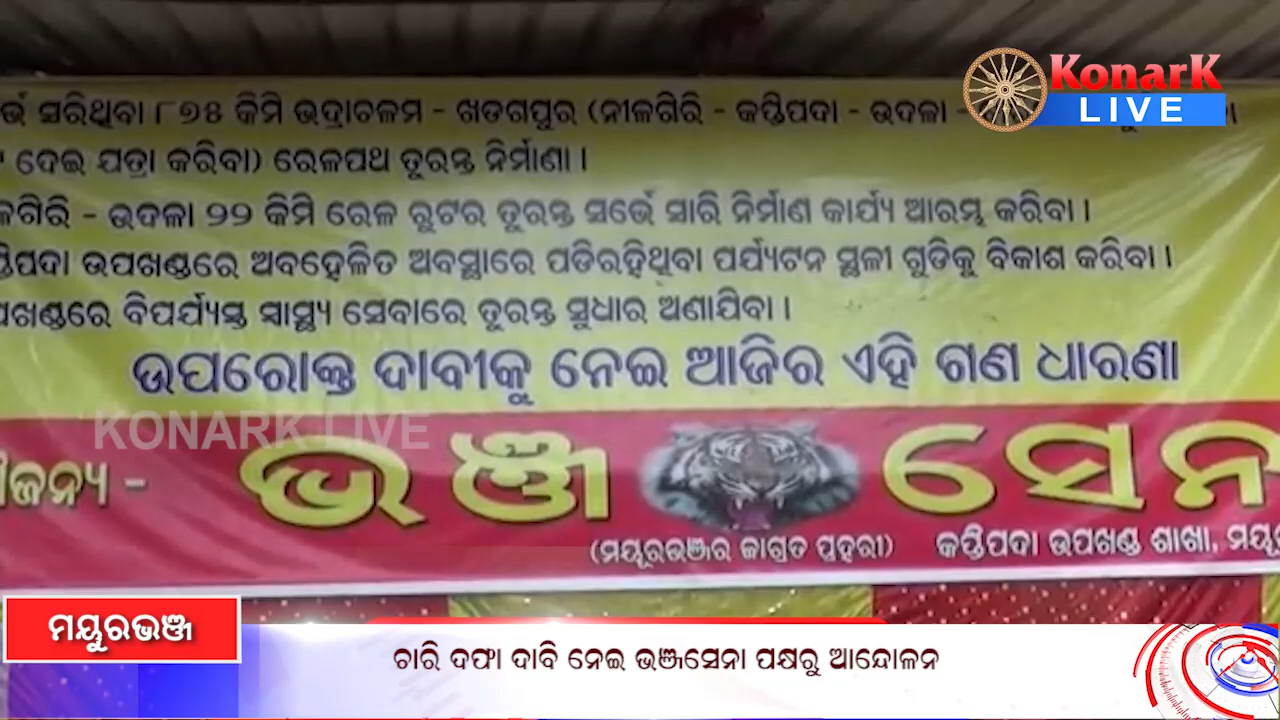 KonarK
LIVE
ସରିଥିବା ୮୭୫ କିମି ଭଦ୍ରାଚଳମ - ଖଡଗପୁର (ନୀଳଗିରି - କପ୍ତିପଦା - ଉଦଳା -
ଦେଇ ଯତ୍ରା କରିବା) ରେଳପଥ ତୂରନ୍ତ ନିର୍ମାଣ।
ଳଗିରି - ଉଦଳା ୨୨ କିମି ରେଳ ରୁଟର ତୂରନ୍ତ ସର୍ଭେ ସାରି ନିର୍ମାଣ କାର୍ଯ୍ୟ ଆରମ୍ଭ କରିବା।
ପ୍ତିପଦା ଉପଖଣ୍ଡରେ ଅବହେଳିତ ଅବସ୍ଥାରେ ପଡିରହିଥିବା ପର୍ଯ୍ୟଟନ ସ୍ଥଳୀ ଗୁଡିକୁ ବିକାଶ କରିବା।
ପଖଣ୍ଡରେ ବିପର୍ଯ୍ୟସ୍ତ ସ୍ୱାସ୍ଥ୍ୟ ସେବାରେ ତୂରନ୍ତ ସୁଧାର ଅଣାଯିବା।
ଉପରୋକ୍ତ ଦାବୀକୁ ନେଇ ଆଜିର ଏହି ଗଣ ଧାରଣା
KONARK LIVE
ଜନ୍ୟ - ଭଞ୍ଜ ସେନ
(ମୟୂରଭଞ୍ଜର ଜାଗ୍ରତ ପ୍ରହରୀ) କପ୍ତିପଦା ଉପଖଣ୍ଡ ଶାଖା, ମୟୂ
ମୟୁରଭଞ୍ଜ
ଚାରି ଦଫା ଦାବି ନେଇ ଭଞ୍ଜସେନା ପକ୍ଷରୁ ଆନ୍ଦୋଳନ